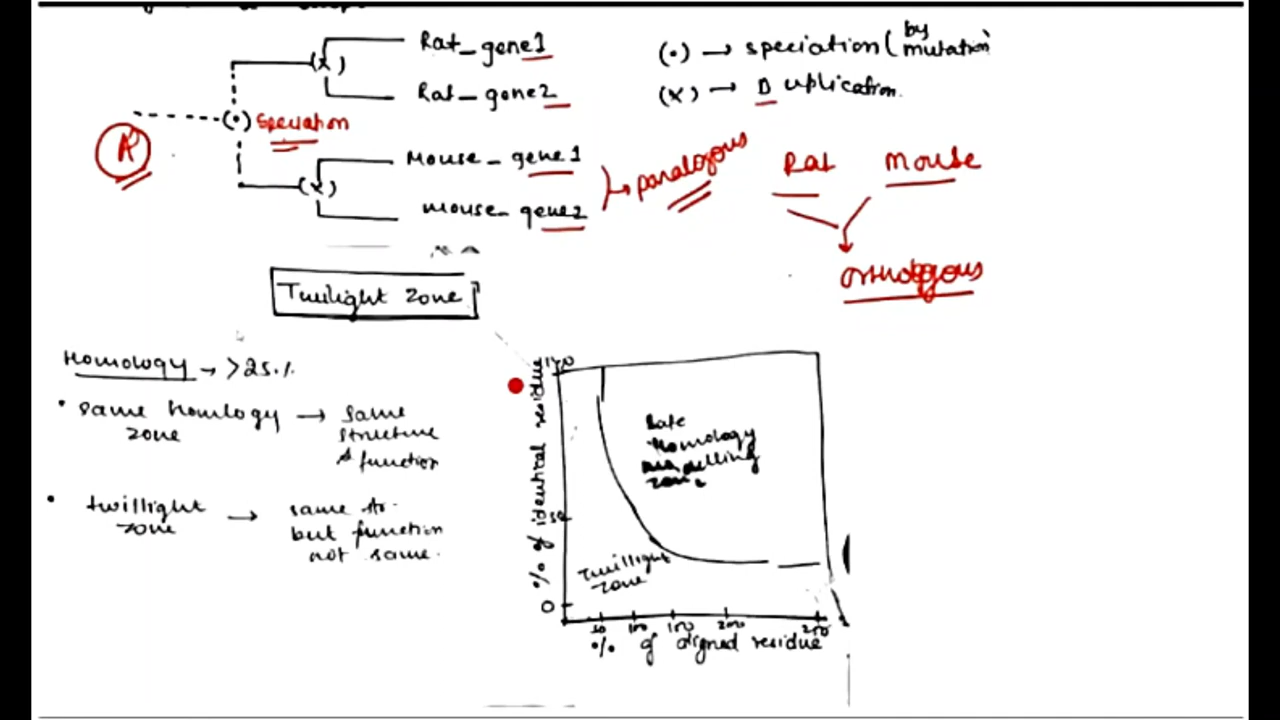 Rat_gene1
Rat_gene2
(•) → speciation (by mutation)
(x) → Duplication.
(x)
(•) Speciation
A
Mouse_gene1
(x)
Mouse_gene2
paralogous
Rat Mouse
orthologous
Twilight Zone
Homology → >25%
• same homology zone → same
structure
& function
• twillight zone → same str.
but function
not same.
% of identical residue
100
50
0
Safe
Homology
modelling
zone
Twillight
zone
50 100 150 200 250
% of aligned residue